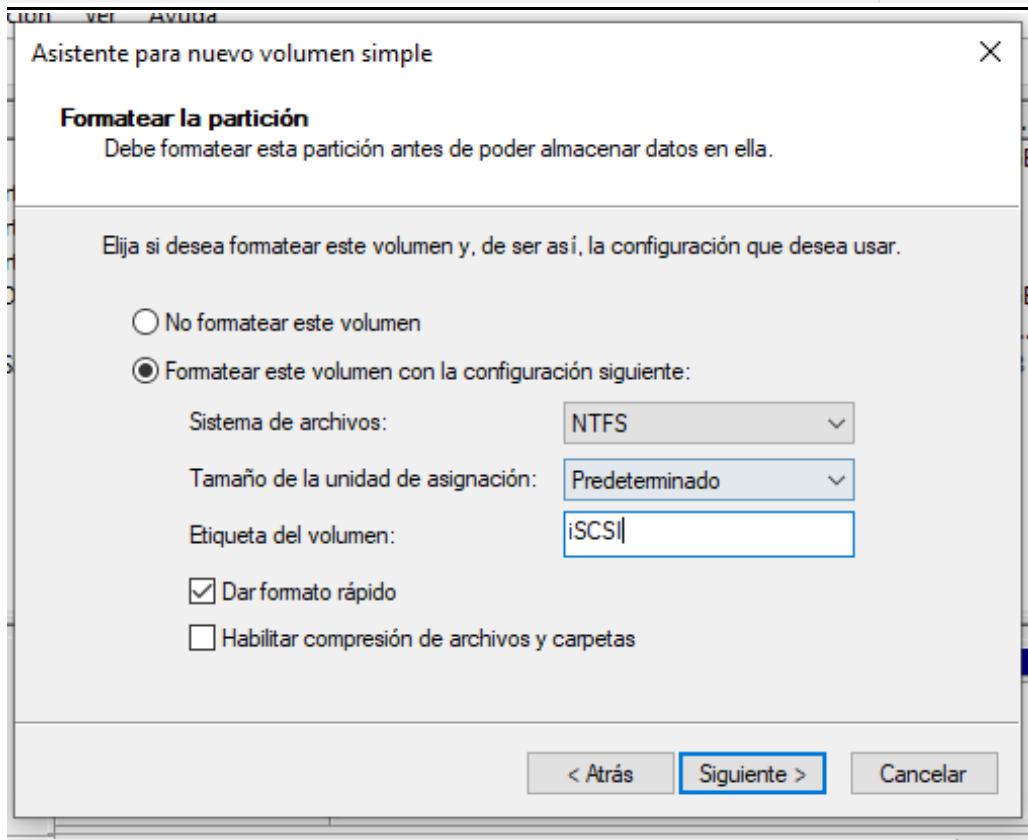 Ver Ayuda
Asistente para nuevo volumen simple
Formatear la partición
Debe formatear esta partición antes de poder almacenar datos en ella.
Elija si desea formatear este volumen y, de ser así, la configuración que desea usar.
No formatear este volumen
Formatear este volumen con la configuración siguiente:
Sistema de archivos: NTFS
Tamaño de la unidad de asignación: Predeterminado
Etiqueta del volumen: iSCSI
Dar formato rápido
Habilitar compresión de archivos y carpetas
< Atrás Siguiente > Cancelar